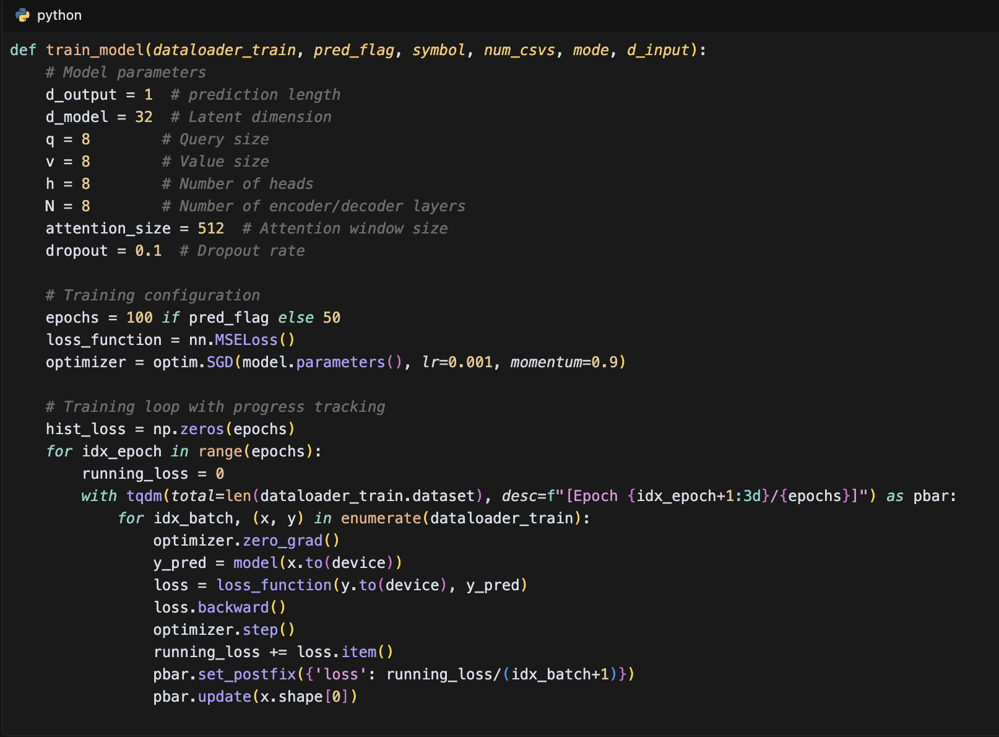 python
def train_model(dataloader_train, pred_flag, symbol, num_csvs, mode, d_input):
    # Model parameters
    d_output = 1  # prediction length
    d_model = 32  # Latent dimension
    q = 8        # Query size
    v = 8        # Value size
    h = 8        # Number of heads
    N = 8        # Number of encoder/decoder layers
    attention_size = 512  # Attention window size
    dropout = 0.1  # Dropout rate

    # Training configuration
    epochs = 100 if pred_flag else 50
    loss_function = nn.MSELoss()
    optimizer = optim.SGD(model.parameters(), lr=0.001, momentum=0.9)

    # Training loop with progress tracking
    hist_loss = np.zeros(epochs)
    for idx_epoch in range(epochs):
        running_loss = 0
        with tqdm(total=len(dataloader_train.dataset), desc=f"[Epoch {idx_epoch+1:3d}/{epochs}]") as pbar:
            for idx_batch, (x, y) in enumerate(dataloader_train):
                optimizer.zero_grad()
                y_pred = model(x.to(device))
                loss = loss_function(y.to(device), y_pred)
                loss.backward()
                optimizer.step()
                running_loss += loss.item()
                pbar.set_postfix({'loss': running_loss/(idx_batch+1)})
                pbar.update(x.shape[0])